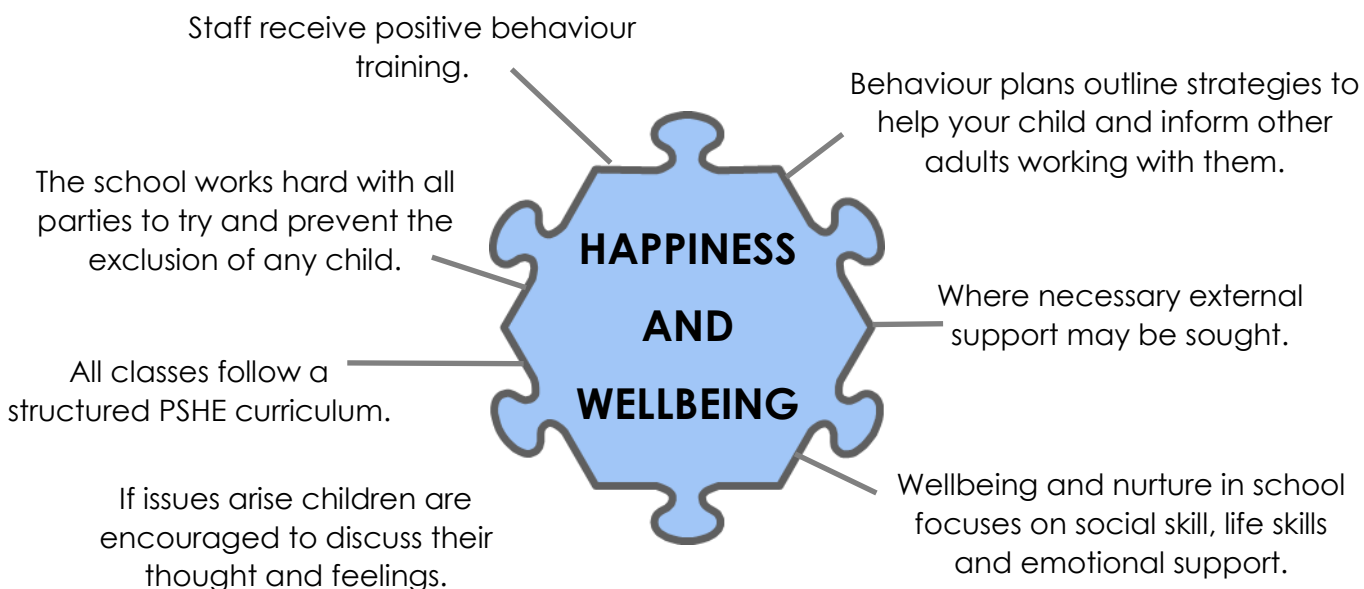 Staff receive positive behaviour
training.
Behaviour plans outline strategies to
help your child and inform other
adults working with them.
The school works hard with all
parties to try and prevent the
exclusion of any child.
HAPPINESS
AND
WELLBEING
Where necessary external
support may be sought.
All classes follow a
structured PSHE curriculum.
Wellbeing and nurture in school
focuses on social skill, life skills
and emotional support.
If issues arise children are
encouraged to discuss their
thought and feelings.